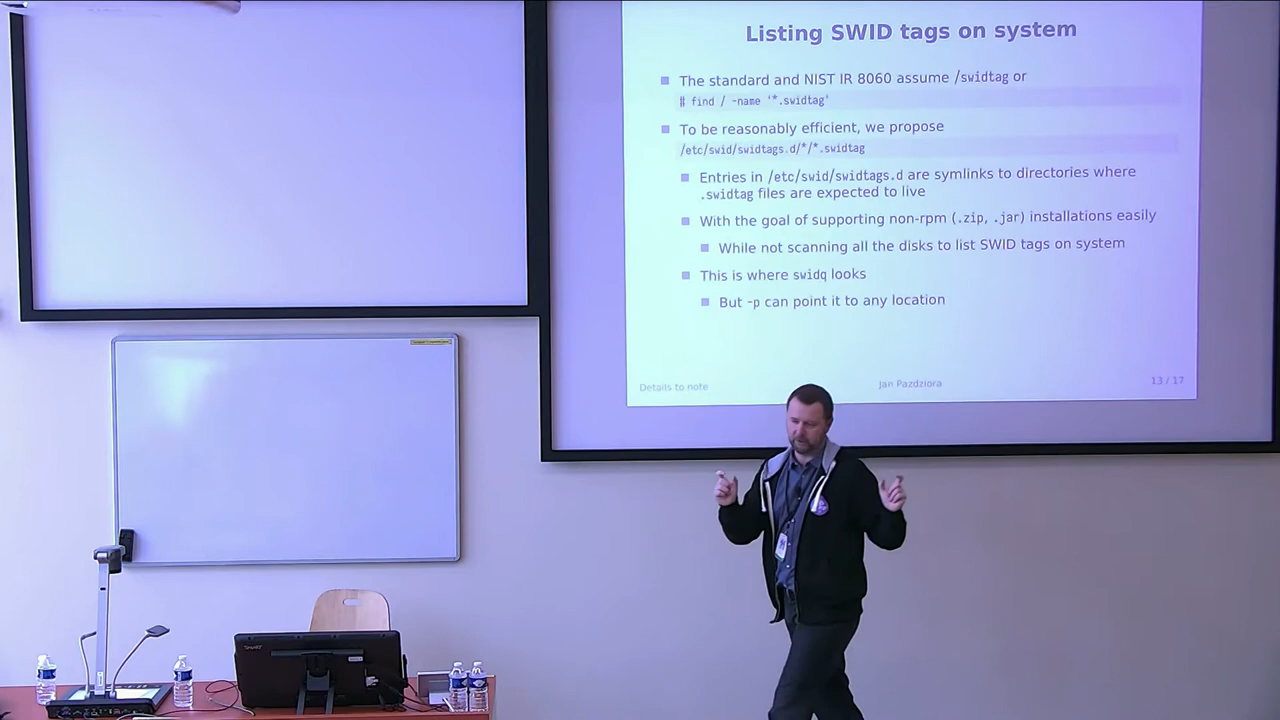 Listing SWID tags on system
The standard and NIST IR 8060 assume /swidtag or
# find / -name '*.swidtag'
To be reasonably efficient, we propose
/etc/swid/swidtags.d/*/*.swidtag
Entries in /etc/swid/swidtags.d are symlinks to directories where
.swidtag files are expected to live
With the goal of supporting non-rpm (.zip, .jar) installations easily
While not scanning all the disks to list SWID tags on system
This is where swidq looks
But -p can point it to any location
Details to note
Jan Pazdziora
13 / 17